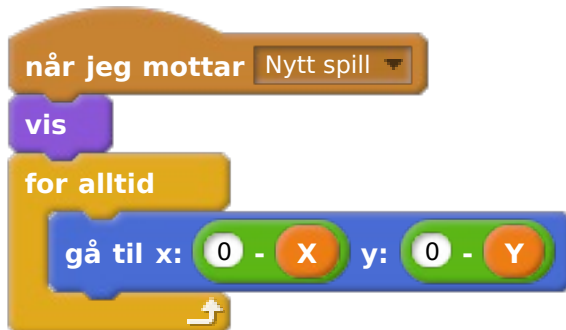 når jeg mottar Nytt spill
vis
for alltid
gå til x: 0 - X y: 0 - Y